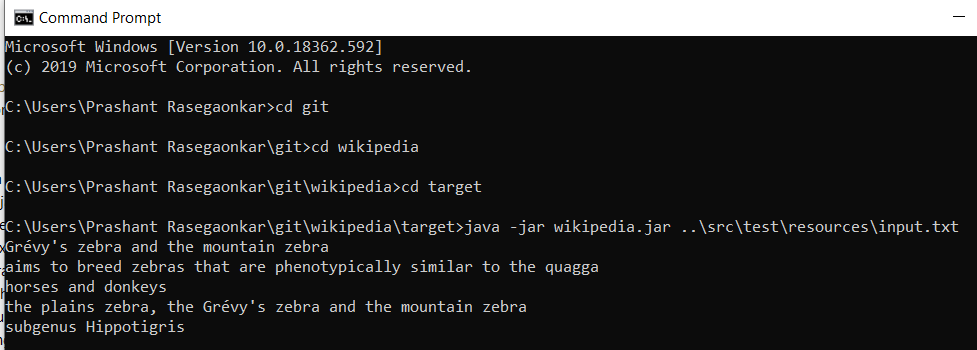 Command Prompt
Microsoft Windows [Version 10.0.18362.592]
(c) 2019 Microsoft Corporation. All rights reserved.
C:\Users\Prashant Rasegaonkar>cd git
C:\Users\Prashant Rasegaonkar\git>cd wikipedia
C:\Users\Prashant Rasegaonkar\git\wikipedia>cd target
C:\Users\Prashant Rasegaonkar\git\wikipedia\target>java -jar wikipedia.jar ..\src\test\resources\input.txt
Grévy's zebra and the mountain zebra
aims to breed zebras that are phenotypically similar to the quagga
horses and donkeys
the plains zebra, the Grévy's zebra and the mountain zebra
subgenus Hippotigris